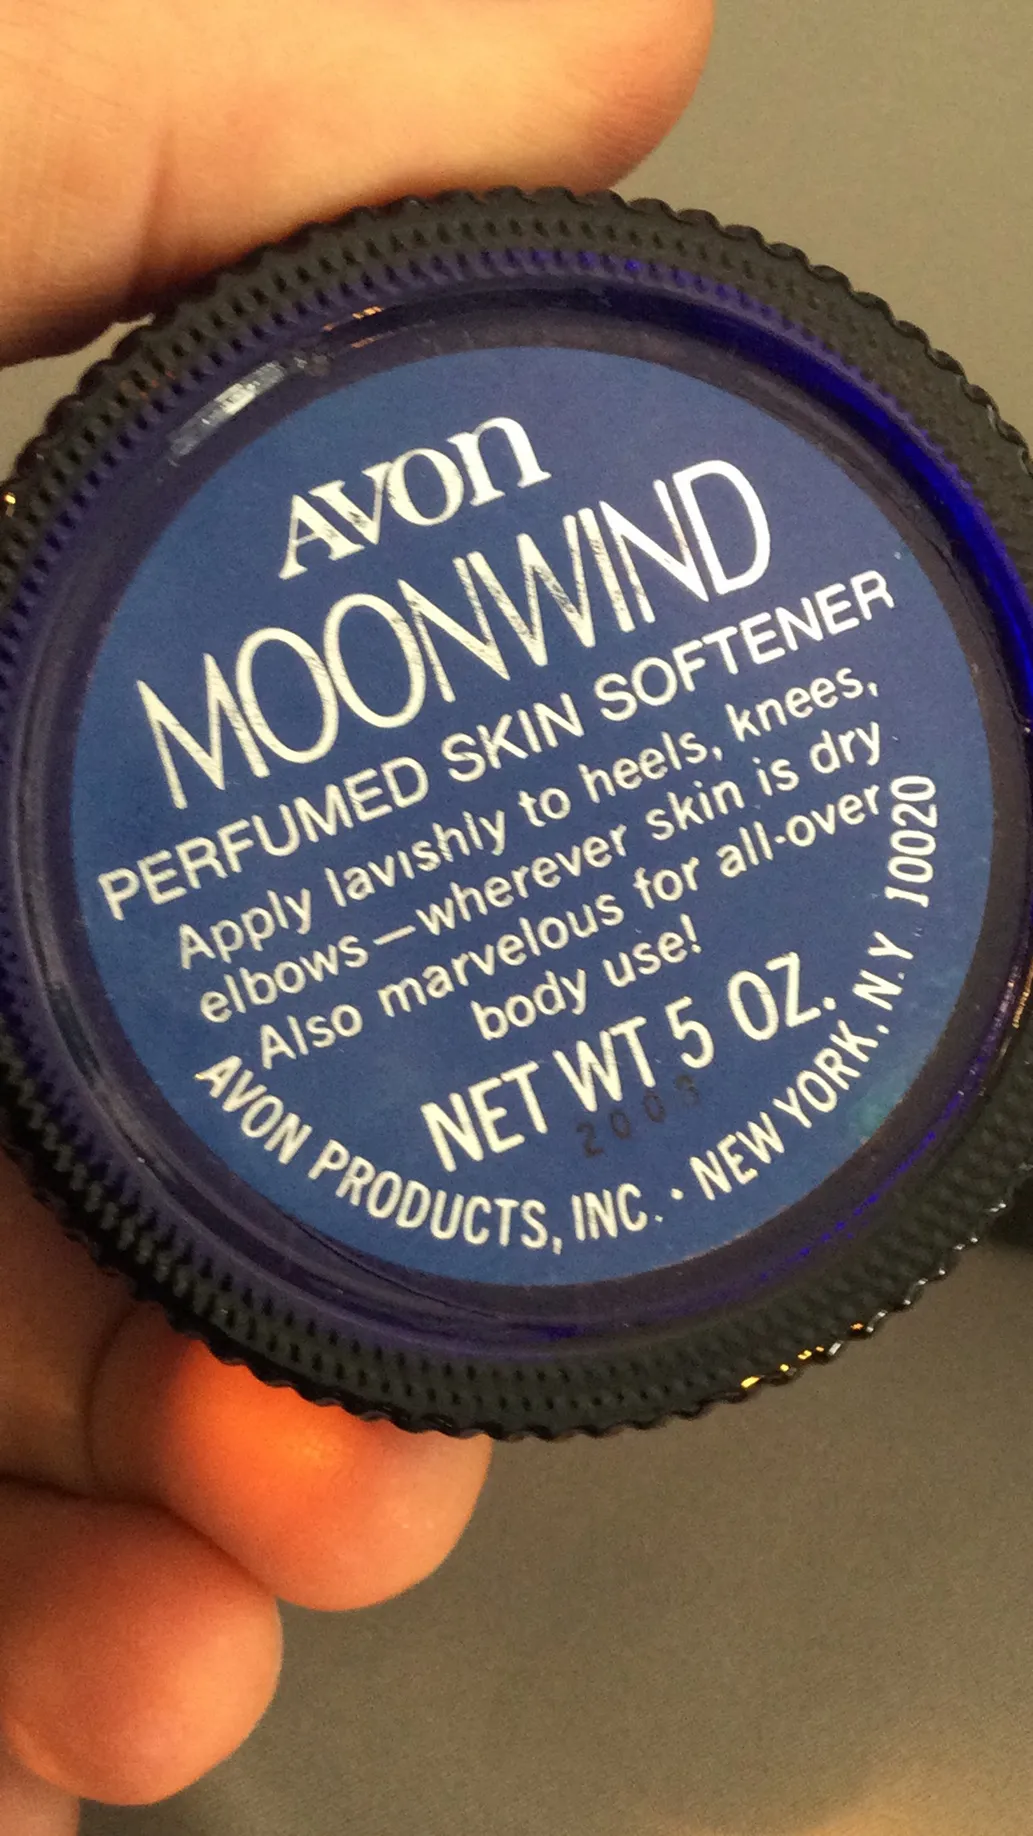 AVON
MOONWIND
PERFUMED SKIN SOFTENER
Apply lavishly to heels, knees,
elbows—wherever skin is dry
Also marvelous for all-over
body use!
NET WT 5 OZ.
2003
AVON PRODUCTS, INC. · NEW YORK, N.Y 10020